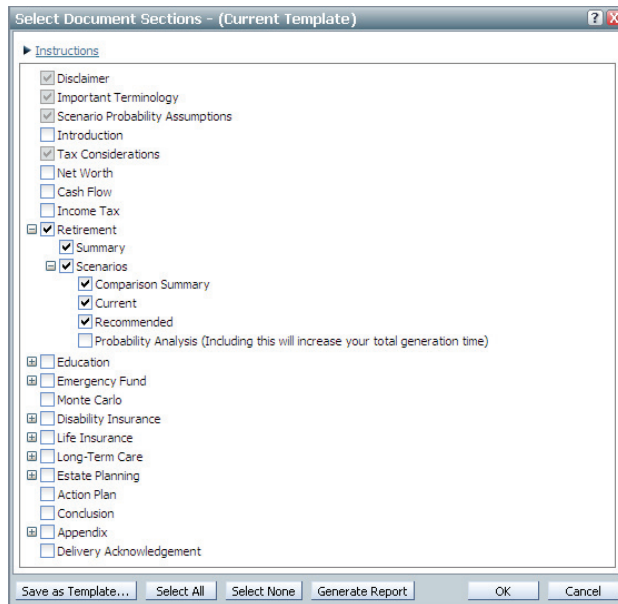 Select Document Sections - (Current Template)
? X
Instructions
Disclaimer
Important Terminology
Scenario Probability Assumptions
Introduction
Tax Considerations
Net Worth
Cash Flow
Income Tax
Retirement
Summary
Scenarios
Comparison Summary
Current
Recommended
Probability Analysis (Including this will increase your total generation time)
Education
Emergency Fund
Monte Carlo
Disability Insurance
Life Insurance
Long-Term Care
Estate Planning
Action Plan
Conclusion
Appendix
Delivery Acknowledgement
Save as Template... Select All Select None Generate Report OK Cancel